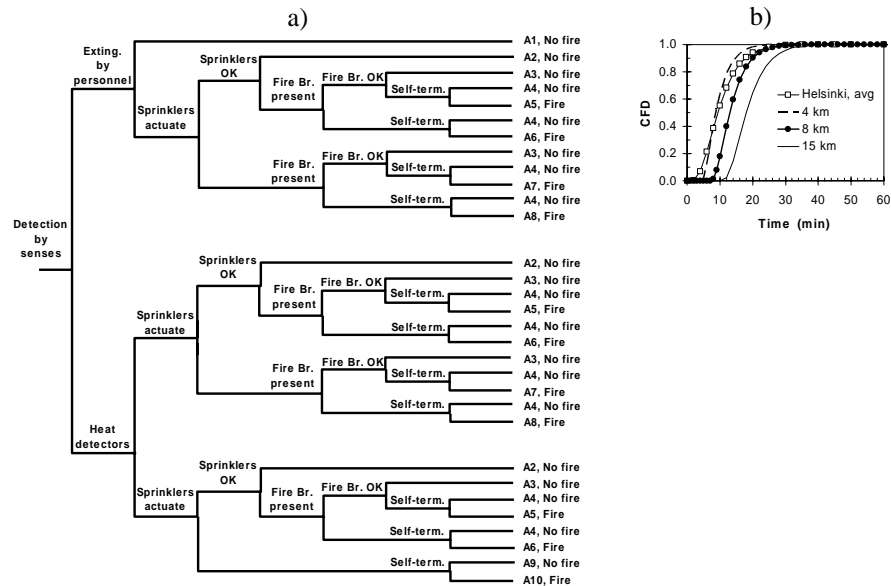 a)
Exting.
by
personnel
Sprinklers
actuate
Sprinklers
OK
Fire Br.
present
Fire Br. OK
Self-term.
Self-term.
Fire Br.
present
Fire Br. OK
Self-term.
Self-term.
A1, No fire
A2, No fire
A3, No fire
A4, No fire
A5, Fire
A4, No fire
A6, Fire
A3, No fire
A4, No fire
A7, Fire
A4, No fire
A8, Fire
Detection
by
senses
Sprinklers
OK
Sprinklers
actuate
Fire Br.
present
Fire Br. OK
Self-term.
Self-term.
Fire Br.
present
Fire Br. OK
Self-term.
Self-term.
A2, No fire
A3, No fire
A4, No fire
A5, Fire
A4, No fire
A6, Fire
A3, No fire
A4, No fire
A7, Fire
A4, No fire
A8, Fire
Heat
detectors
Sprinklers
OK
Sprinklers
actuate
Fire Br.
present
Fire Br. OK
Self-term.
Self-term.
Self-term.
A2, No fire
A3, No fire
A4, No fire
A5, Fire
A4, No fire
A6, Fire
A9, No fire
A10, Fire
b)
CFD
1.0
0.8
0.6
0.4
0.2
0.0
Helsinki, avg
4 km
8 km
15 km
0 10 20 30 40 50 60
Time (min)